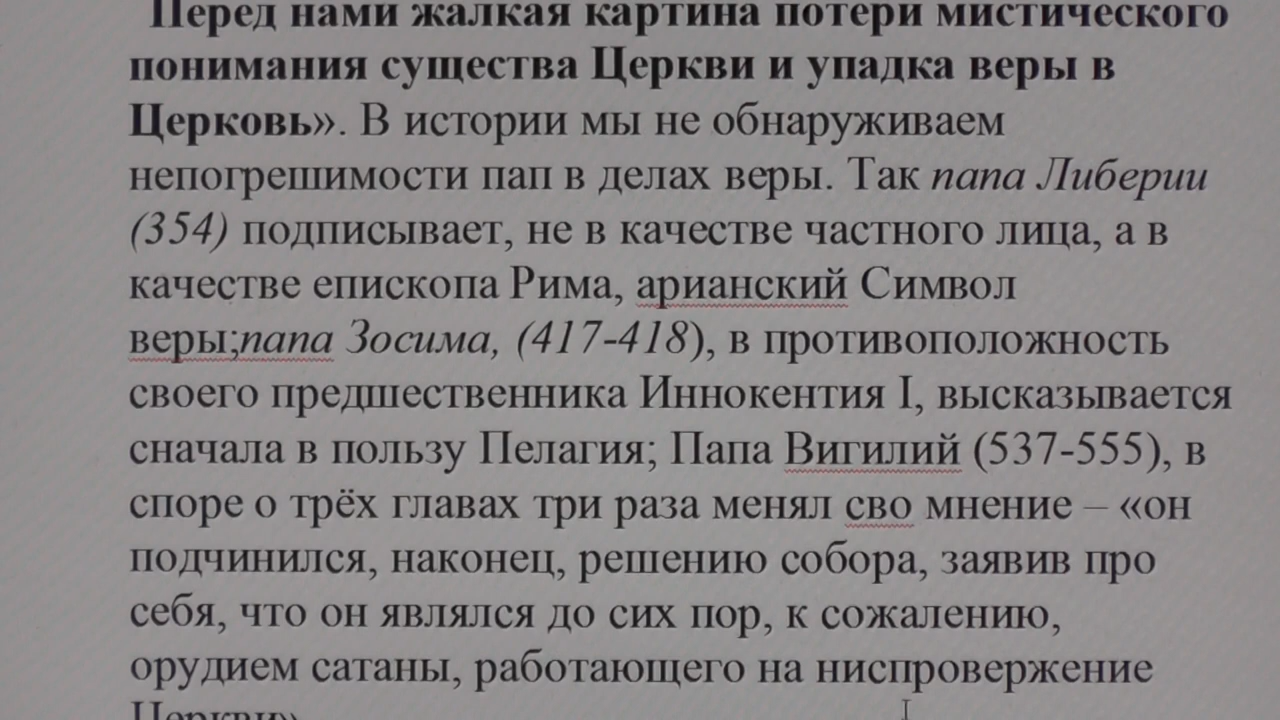 Перед нами жалкая картина потери мистического
понимания существа Церкви и упадка веры в
Церковь». В истории мы не обнаруживаем
непогрешимости пап в делах веры. Так папа Либерии
(354) подписывает, не в качестве частного лица, а в
качестве епископа Рима, арианский Символ
веры;папа Зосима, (417-418), в противоположность
своего предшественника Иннокентия I, высказывается
сначала в пользу Пелагия; Папа Вигилий (537-555), в
споре о трёх главах три раза менял сво мнение – «он
подчинился, наконец, решению собора, заявив про
себя, что он являлся до сих пор, к сожалению,
орудием сатаны, работающего на ниспровержение
Церкви»